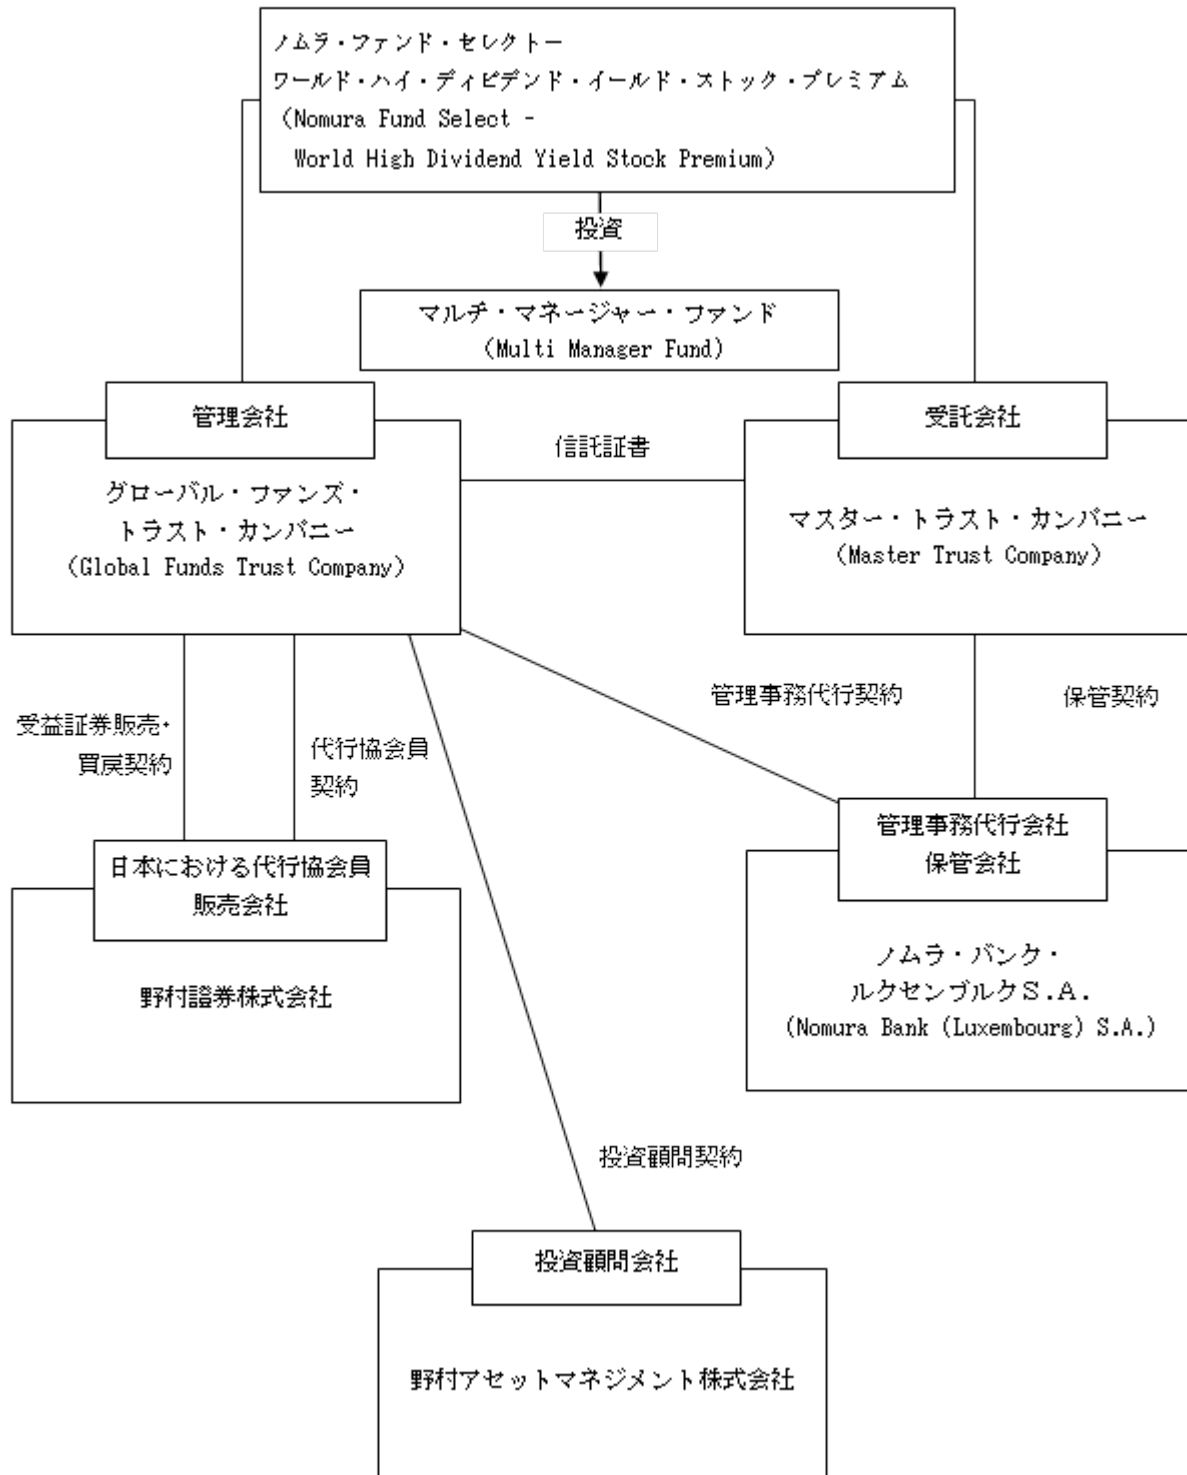 ノムラ・ファンド・セレクトー
ワールド・ハイ・ディビデンド・イールド・ストック・プレミアム
（Nomura Fund Select -
World High Dividend Yield Stock Premium）
投資
マルチ・マネージャー・ファンド
（Multi Manager Fund）
管理会社
受託会社
信託証書
グローバル・ファンズ・
トラスト・カンパニー
（Global Funds Trust Company）
マスター・トラスト・カンパニー
（Master Trust Company）
管理事務代行契約
保管契約
受益証券販売・
買戻契約
代行協会員
契約
日本における代行協会員
販売会社
野村證券株式会社
管理事務代行会社
保管会社
ノムラ・バンク・
ルクセンブルクＳ.Ａ.
(Nomura Bank (Luxembourg) S.A.)
投資顧問契約
投資顧問会社
野村アセットマネジメント株式会社